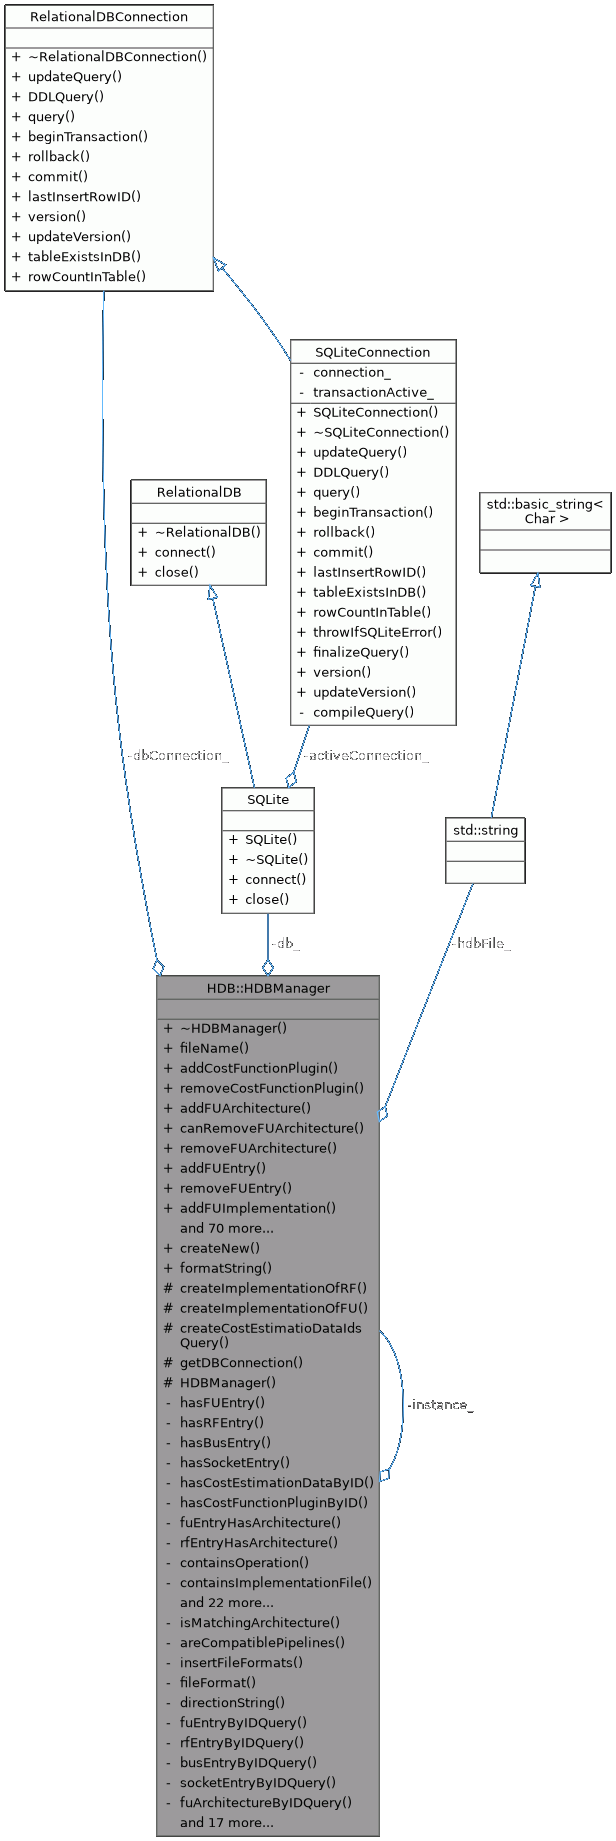 RelationalDBConnection
+ ~RelationalDBConnection()
+ updateQuery()
+ DDLQuery()
+ query()
+ beginTransaction()
+ rollback()
+ commit()
+ lastInsertRowID()
+ version()
+ updateVersion()
+ tableExistsInDB()
+ rowCountInTable()
SQLiteConnection
- connection_
- transactionActive_
+ SQLiteConnection()
+ ~SQLiteConnection()
+ updateQuery()
+ DDLQuery()
+ query()
+ beginTransaction()
+ rollback()
+ commit()
+ lastInsertRowID()
+ tableExistsInDB()
+ rowCountInTable()
+ throwIfSQLiteError()
+ finalizeQuery()
+ version()
+ updateVersion()
- compileQuery()
RelationalDB
+ ~RelationalDB()
+ connect()
+ close()
std::basic_string<
Char >
-dbConnection_
-activeConnection_
SQLite
+ SQLite()
+ ~SQLite()
+ connect()
+ close()
std::string
-db_
-hdbFile_
HDB::HDBManager
+ ~HDBManager()
+ fileName()
+ addCostFunctionPlugin()
+ removeCostFunctionPlugin()
+ addFUArchitecture()
+ canRemoveFUArchitecture()
+ removeFUArchitecture()
+ addFUEntry()
+ removeFUEntry()
+ addFUImplementation()
and 70 more...
+ createNew()
+ formatString()
# createImplementationOfRF()
# createImplementationOfFU()
# createCostEstimatioDataIds
Query()
# getDBConnection()
# HDBManager()
- hasFUEntry()
- hasRFEntry()
- hasBusEntry()
- hasSocketEntry()
- hasCostEstimationDataByID()
- hasCostFunctionPluginByID()
- fuEntryHasArchitecture()
- rfEntryHasArchitecture()
- containsOperation()
- containsImplementationFile()
and 22 more...
- isMatchingArchitecture()
- areCompatiblePipelines()
- insertFileFormats()
- fileFormat()
- directionString()
- fuEntryByIDQuery()
- rfEntryByIDQuery()
- busEntryByIDQuery()
- socketEntryByIDQuery()
- fuArchitectureByIDQuery()
and 17 more...
-instance_